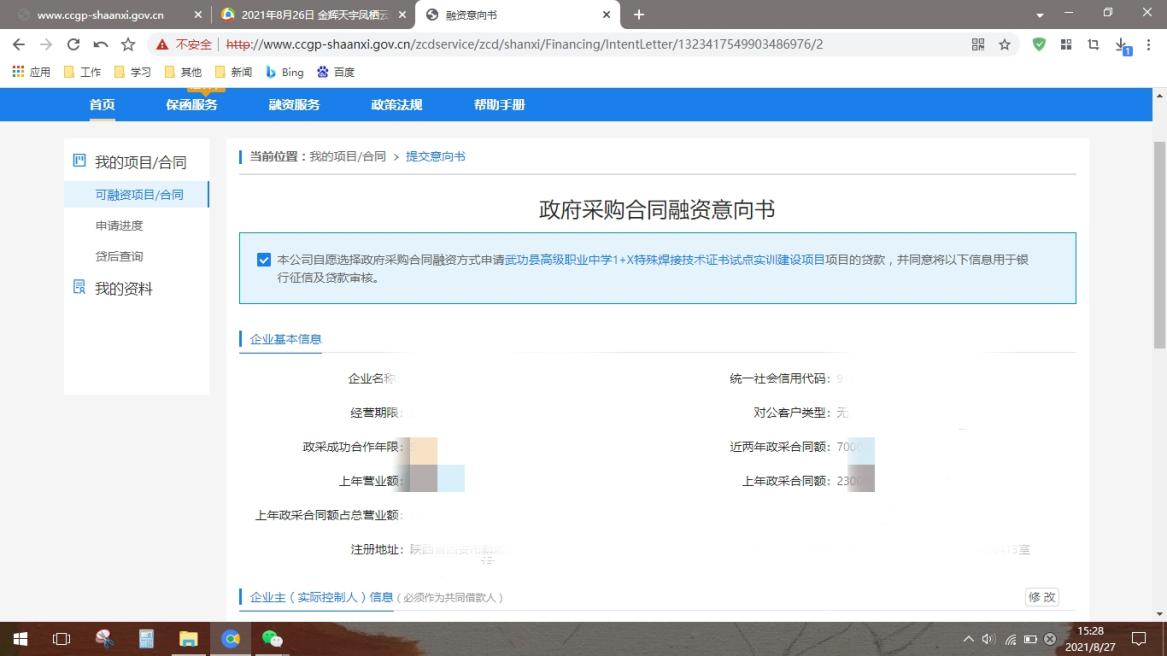 www.ccgp-shaanxi.gov.cn
2021年8月26日 金辉天宇凤栖云
融资意向书
不安全 http://www.ccgp-shaanxi.gov.cn/zcdservice/zcd/shanxi/Financing/IntentLetter/1323417549903486976/2
应用 工作 学习 其他 新闻 Bing 百度
首页 保函服务 融资服务 政策法规 帮助手册
我的项目/合同
可融资项目/合同
申请进度
贷后查询
我的资料
当前位置：我的项目/合同 > 提交意向书
政府采购合同融资意向书
本公司自愿选择政府采购合同融资方式申请武功县高级职业中学1+X特殊焊接技术证书试点实训建设项目项目的贷款，并同意将以下信息用于银
行征信及贷款审核。
企业基本信息
企业名称 统一社会信用代码：9
经营期限： 对公客户类型：无
政采成功合作年限： 近两年政采合同额：700
上年营业额： 上年政采合同额：2300
上年政采合同额占总营业额：
注册地址：陕西省西安市 室
企业主（实际控制人）信息（必须作为共同借款人） 修改
15:28
2021/8/27
1